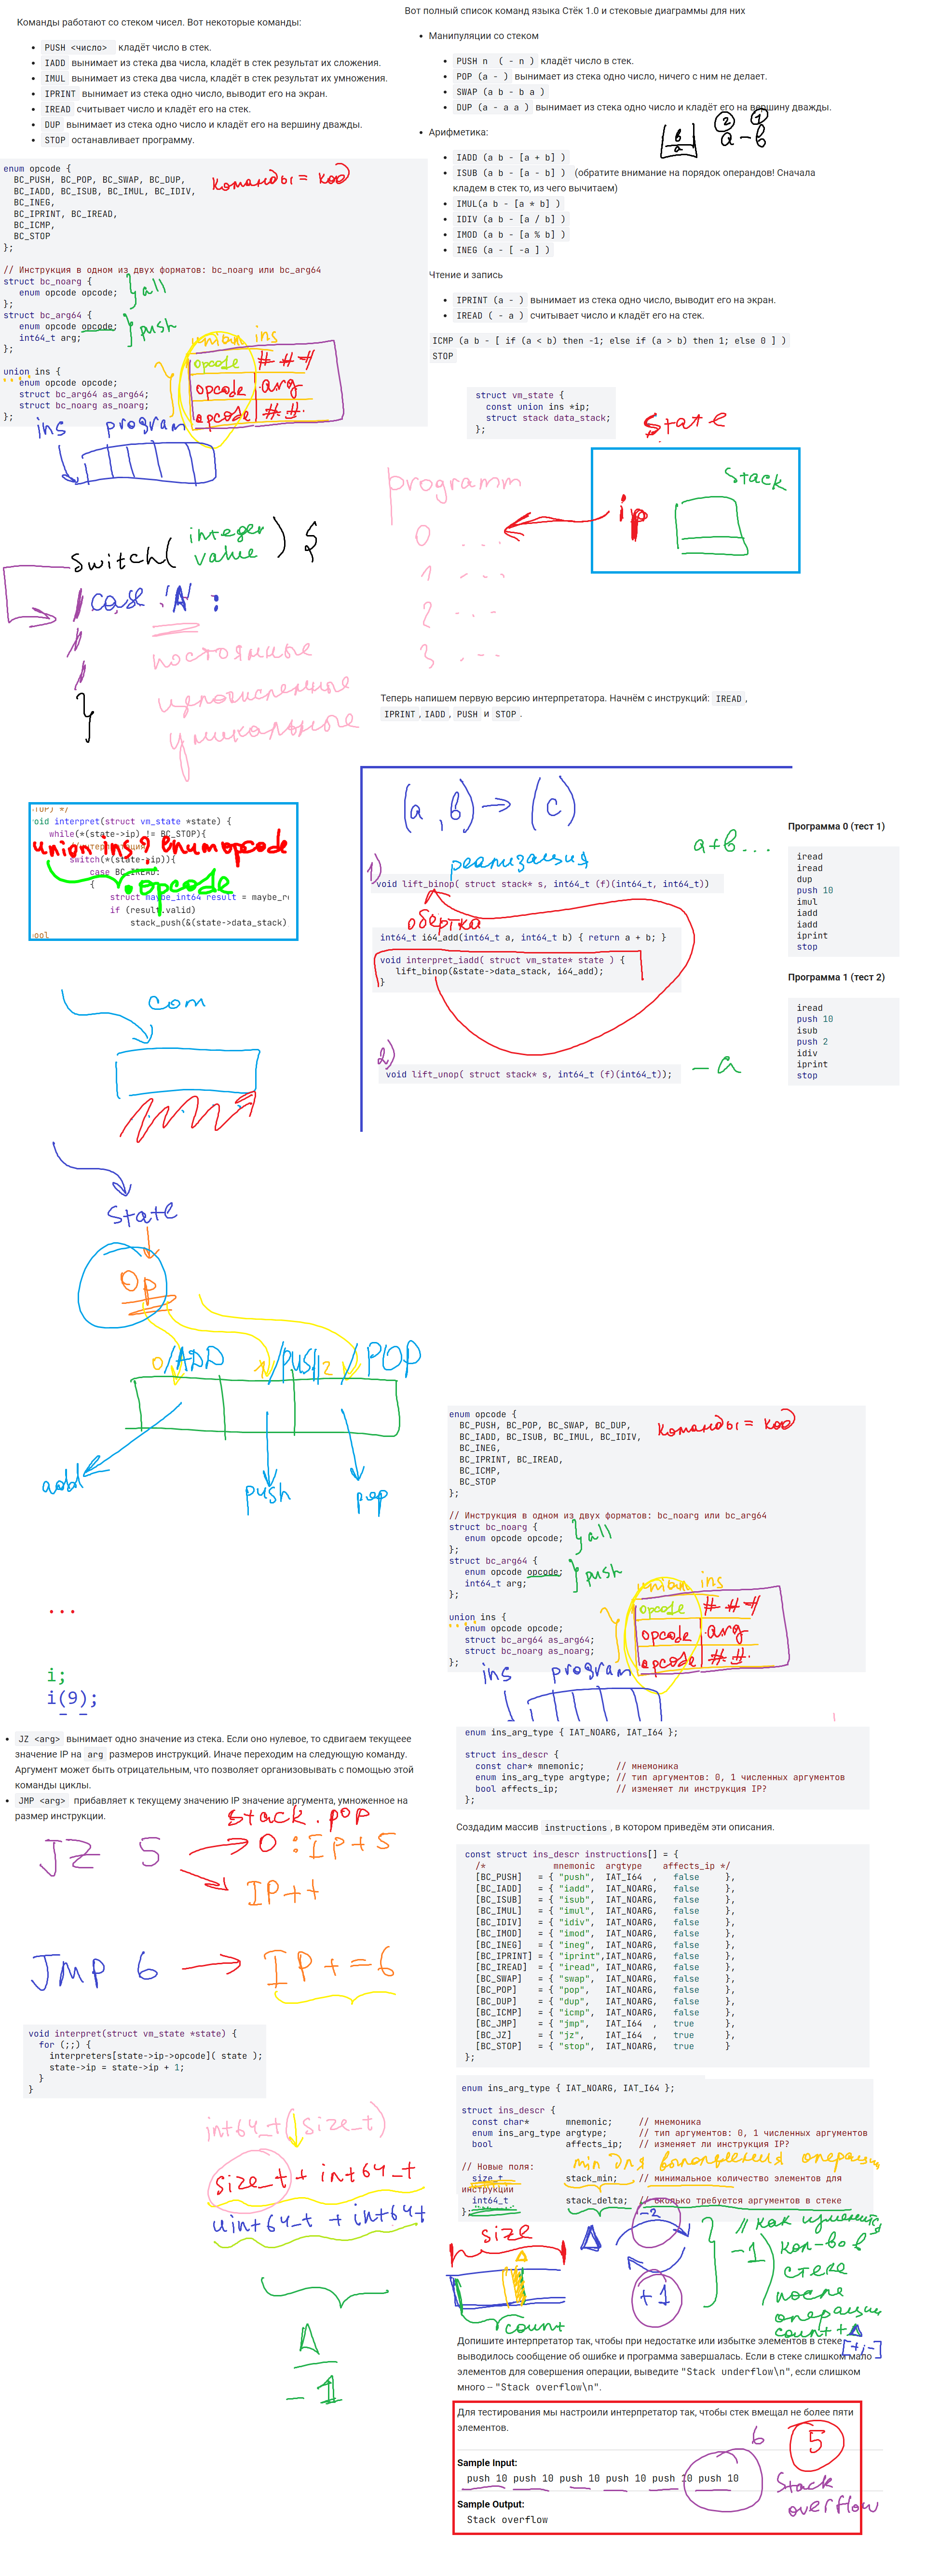 Команды работают со стеком чисел. Вот некоторые команды:
PUSH <число> кладёт число в стек.
IADD вынимает из стека два числа, кладёт в стек результат их сложения.
IMUL вынимает из стека два числа, кладёт в стек результат их умножения.
IPRINT вынимает из стека одно число, выводит его на экран.
IREAD считывает число и кладёт его на стек.
DUP вынимает из стека одно число и кладёт его на вершину дважды.
STOP останавливает программу.
enum opcode {
BC_PUSH, BC_POP, BC_SWAP, BC_DUP,
BC_IADD, BC_ISUB, BC_IMUL, BC_IDIV,
BC_INEG,
BC_IPRINT, BC_IREAD,
BC_ICMP,
BC_STOP
};
Команды = код
// Инструкция в одном из двух форматов: bc_noarg или bc_arg64
struct bc_noarg {
enum opcode opcode;
};
all
struct bc_arg64 {
enum opcode opcode;
int64_t arg;
};
push
union ins {
enum opcode opcode;
struct bc_arg64 as_arg64;
struct bc_noarg as_noarg;
};
union ins
opcode ###
opcode arg
opcode ##
ins program
Вот полный список команд языка Стёк 1.0 и стековые диаграммы для них
Манипуляции со стеком
PUSH n ( - n ) кладёт число в стек.
POP (a - ) вынимает из стека одно число, ничего с ним не делает.
SWAP (a b - b a )
DUP (a - a a ) вынимает из стека одно число и кладёт его на вершину дважды.
Арифметика:
в
a
2 1
a - в
IADD (a b - [a + b] )
ISUB (a b - [a - b] ) (обратите внимание на порядок операндов! Сначала
кладем в стек то, из чего вычитаем)
IMUL(a b - [a * b] )
IDIV (a b - [a / b] )
IMOD (a b - [a % b] )
INEG (a - [ -a ] )
Чтение и запись
IPRINT (a - ) вынимает из стека одно число, выводит его на экран.
IREAD ( - a ) считывает число и кладёт его на стек.
ICMP (a b - [ if (a < b) then -1; else if (a > b) then 1; else 0 ] )
STOP
struct vm_state {
const union ins *ip;
struct stack data_stack;
};
State
ip
Stack
programm
0 ...
1 ...
2 ...
3 ...
switch( integer value ) {
case 'A' :
постоянные
целочисленные
уникальные
}
Теперь напишем первую версию интерпретатора. Начнём с инструкций: IREAD,
IPRINT, IADD, PUSH и STOP.
oid interpret(struct vm_state *state) {
while(*(state->ip) != BC_STOP){
union ins? enum opcode
switch(*(state->ip)){
case BC_IREAD:
{
.opcode
struct maybe_int64 result = maybe_r
if (result.valid)
stack_push(&(state->data_stack)
ool
(a, в) → (c)
a+в...
1) реализация
void lift_binop( struct stack* s, int64_t (f)(int64_t, int64_t))
обертка
int64_t i64_add(int64_t a, int64_t b) { return a + b; }
void interpret_iadd( struct vm_state* state ) {
lift_binop(&state->data_stack, i64_add);
}
2)
void lift_unop( struct stack* s, int64_t (f)(int64_t));
-a
Программа 0 (тест 1)
iread
iread
dup
push 10
imul
iadd
iadd
iprint
stop
Программа 1 (тест 2)
iread
push 10
isub
push 2
idiv
iprint
stop
com
State
Op
0/ADD 1/PUSH 2/POP
add push pop
...
i;
i(9);
JZ <arg> вынимает одно значение из стека. Если оно нулевое, то сдвигаем текущеее
значение IP на arg размеров инструкций. Иначе переходим на следующую команду.
Аргумент может быть отрицательным, что позволяет организовывать с помощью этой
команды циклы.
JMP <arg> прибавляет к текущему значению IP значение аргумента, умноженное на
размер инструкции.
stack.pop
JZ 5 → 0 : IP+5
IP++
JMP 6 → IP+=6
void interpret(struct vm_state *state) {
for (;;) {
interpreters[state->ip->opcode]( state );
state->ip = state->ip + 1;
}
}
int64_t (size_t)
size_t + int64_t
uint64_t + int64_t
Δ
-1
enum opcode {
BC_PUSH, BC_POP, BC_SWAP, BC_DUP,
BC_IADD, BC_ISUB, BC_IMUL, BC_IDIV,
BC_INEG,
BC_IPRINT, BC_IREAD,
BC_ICMP,
BC_STOP
};
Команды = код
// Инструкция в одном из двух форматов: bc_noarg или bc_arg64
struct bc_noarg {
enum opcode opcode;
};
all
struct bc_arg64 {
enum opcode opcode;
int64_t arg;
};
push
union ins {
enum opcode opcode;
struct bc_arg64 as_arg64;
struct bc_noarg as_noarg;
};
union ins
opcode ###
opcode arg
opcode ##
ins program
enum ins_arg_type { IAT_NOARG, IAT_I64 };
struct ins_descr {
const char* mnemonic; // мнемоника
enum ins_arg_type argtype; // тип аргументов: 0, 1 численных аргументов
bool affects_ip; // изменяет ли инструкция IP?
};
Создадим массив instructions, в котором приведём эти описания.
const struct ins_descr instructions[] = {
/* mnemonic argtype affects_ip */
[BC_PUSH] = { "push", IAT_I64 , false },
[BC_IADD] = { "iadd", IAT_NOARG, false },
[BC_ISUB] = { "isub", IAT_NOARG, false },
[BC_IMUL] = { "imul", IAT_NOARG, false },
[BC_IDIV] = { "idiv", IAT_NOARG, false },
[BC_IMOD] = { "imod", IAT_NOARG, false },
[BC_INEG] = { "ineg", IAT_NOARG, false },
[BC_IPRINT] = { "iprint",IAT_NOARG, false },
[BC_IREAD] = { "iread", IAT_NOARG, false },
[BC_SWAP] = { "swap", IAT_NOARG, false },
[BC_POP] = { "pop", IAT_NOARG, false },
[BC_DUP] = { "dup", IAT_NOARG, false },
[BC_ICMP] = { "icmp", IAT_NOARG, false },
[BC_JMP] = { "jmp", IAT_I64 , true },
[BC_JZ] = { "jz", IAT_I64 , true },
[BC_STOP] = { "stop", IAT_NOARG, true }
};
enum ins_arg_type { IAT_NOARG, IAT_I64 };
struct ins_descr {
const char* mnemonic; // мнемоника
enum ins_arg_type argtype; // тип аргументов: 0, 1 численных аргументов
bool affects_ip; // изменяет ли инструкция IP?
min для выполнения операции
// Новые поля:
size_t stack_min; // минимальное количество элементов для
инструкции
int64_t stack_delta; // сколько требуется аргументов в стеке
};
size
count
Δ
-2
+1
-1
// как изменится
кол-во в
стеке
после
операции
count + Δ
[+;-]
Допишите интерпретатор так, чтобы при недостатке или избытке элементов в стеке
выводилось сообщение об ошибке и программа завершалась. Если в стеке слишком мало
элементов для совершения операции, выведите "Stack underflow\n", если слишком
много – "Stack overflow\n".
Для тестирования мы настроили интерпретатор так, чтобы стек вмещал не более пяти
элементов.
6 5
Sample Input:
push 10 push 10 push 10 push 10 push 10 push 10
Stack overflow
Sample Output:
Stack overflow